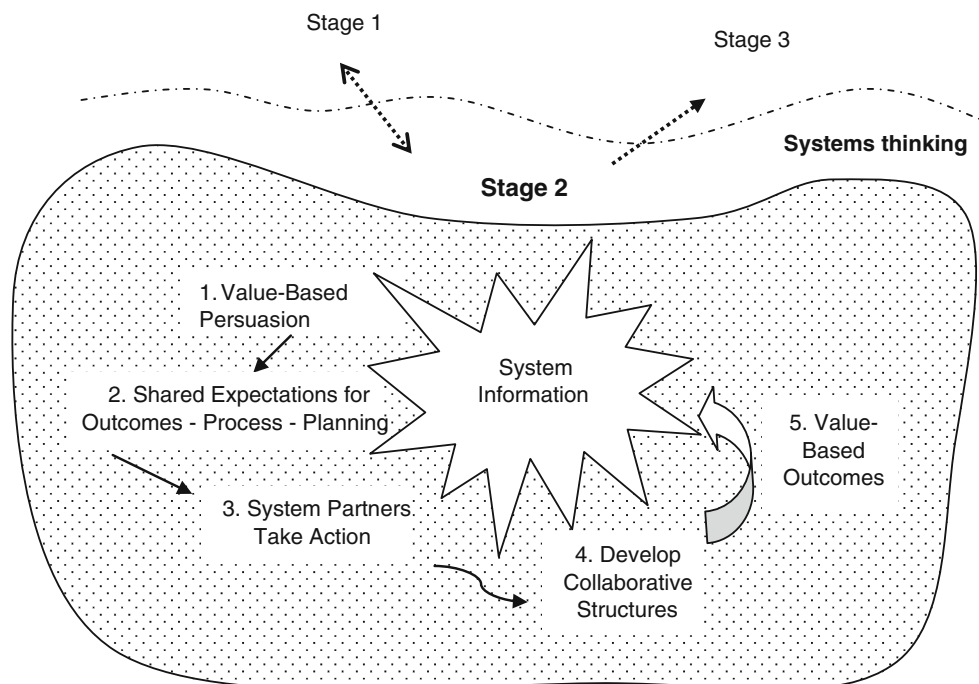 Stage 1
Stage 3
Systems thinking
Stage 2
1. Value-Based
Persuasion
System
Information
2. Shared Expectations for
Outcomes - Process - Planning
5. Value-
Based
Outcomes
3. System Partners
Take Action
4. Develop
Collaborative
Structures